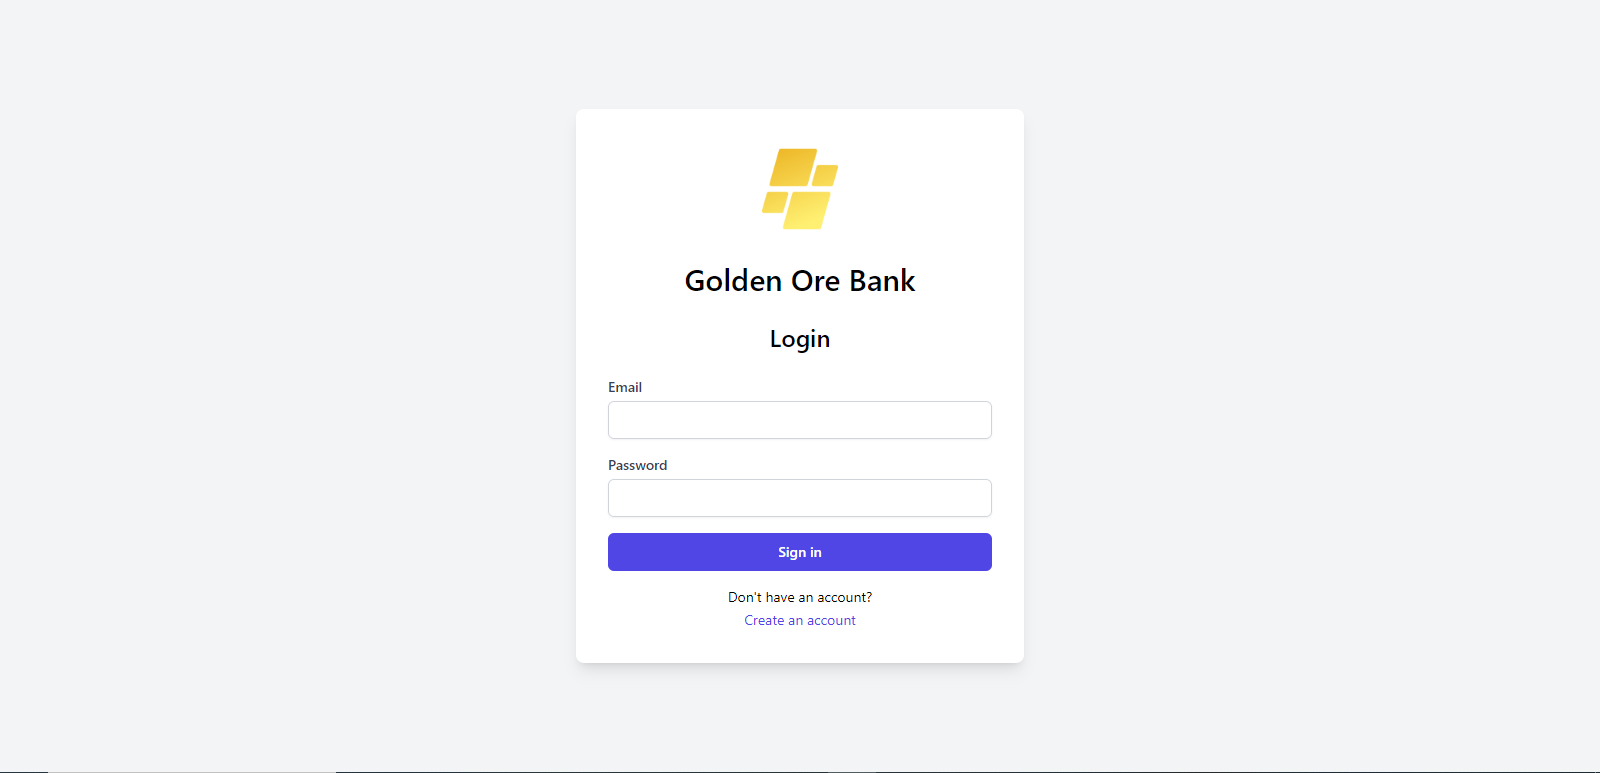 Golden Ore Bank
Login
Email
Password
Sign in
Don't have an account?
Create an account